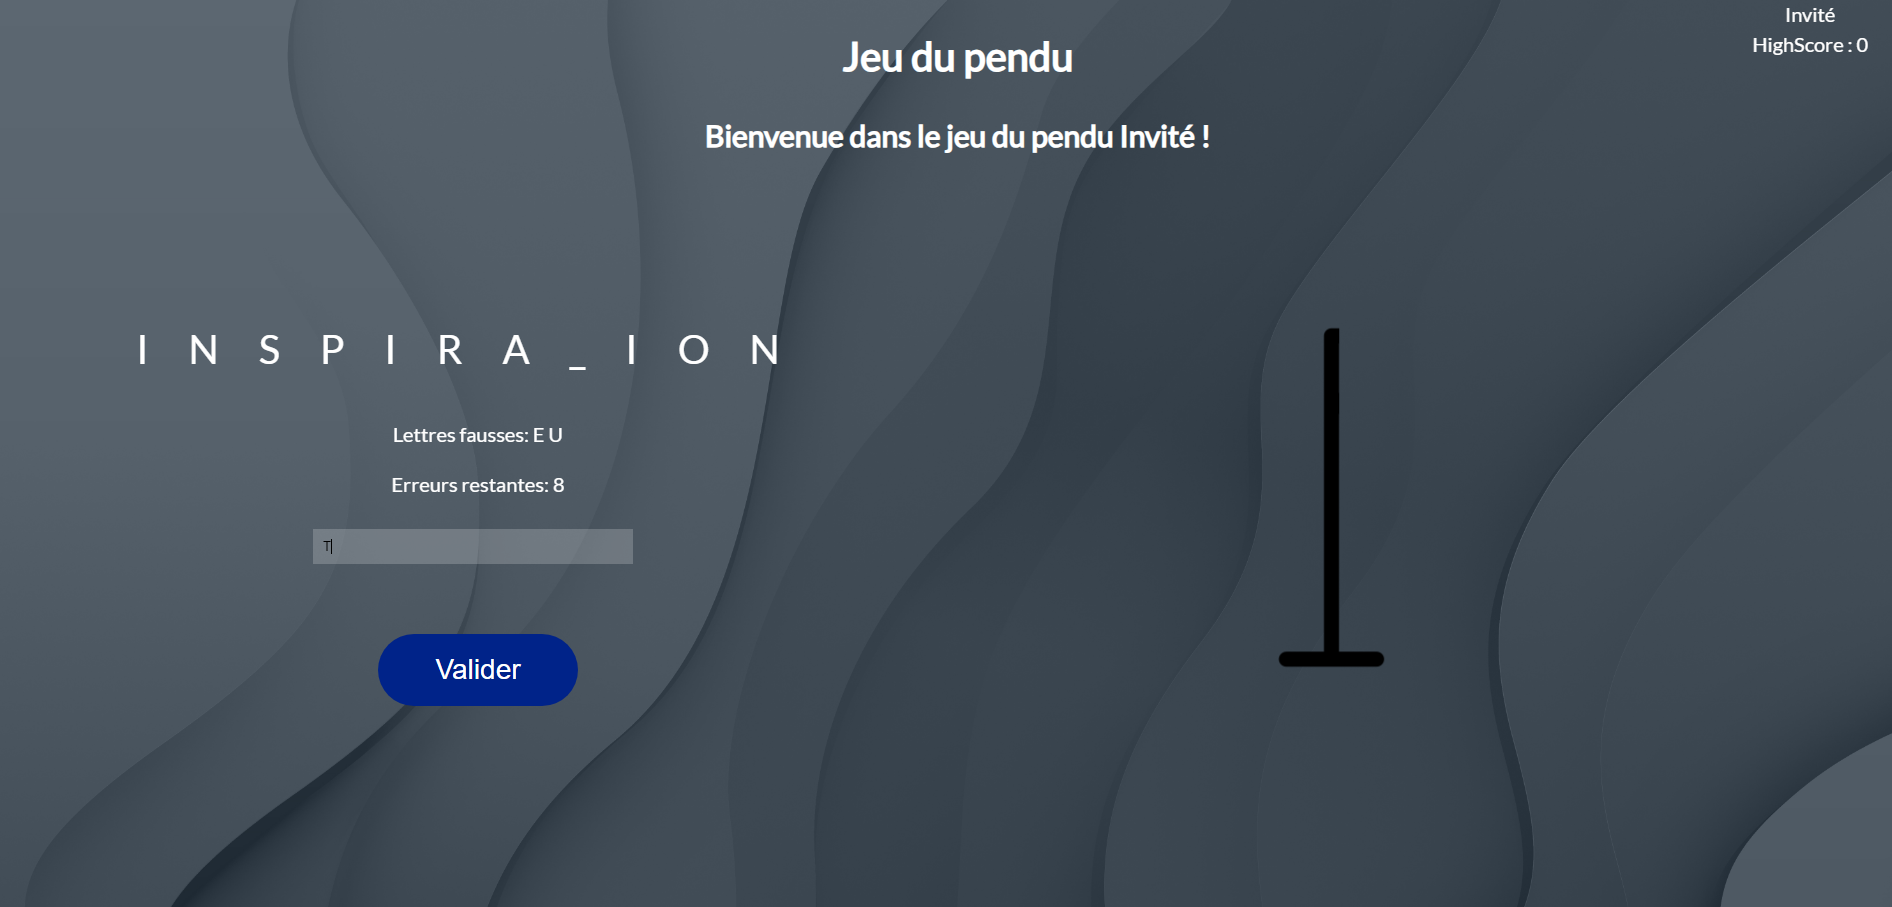 Invité
HighScore : 0
Jeu du pendu
Bienvenue dans le jeu du pendu Invité !
I N S P I R A _ I O N
Lettres fausses: E U
Erreurs restantes: 8
T
Valider